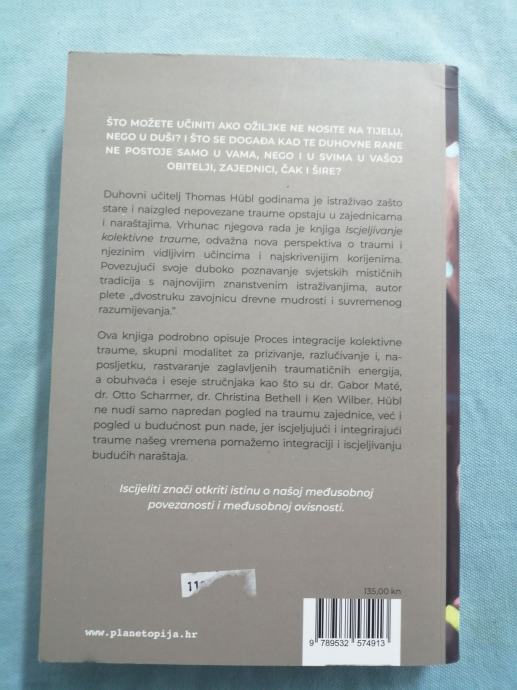 ŠTO MOŽETE UČINITI AKO OŽILJKE NE NOSITE NA TIJELU,
NEGO U DUŠI? I ŠTO SE DOGAĐA KAD TE DUHOVNE RANE
NE POSTOJE SAMO U VAMA, NEGO I U SVIMA U VAŠOJ
OBITELJI, ZAJEDNICI, ČAK I ŠIRE?
Duhovni učitelj Thomas Hübl godinama je istraživao zašto
stare i naizgled nepovezane traume opstaju u zajednicama
i naraštajima. Vrhunac njegova rada je knjiga Iscjeljivanje
kolektivne traume, odvažna nova perspektiva o traumi i
njezinim vidljivim učincima i najskrivenijim korijenima.
Povezujući svoje duboko poznavanje svjetskih mističnih
tradicija s najnovijim znanstvenim istraživanjima, autor
plete „dvostruku zavojnicu drevne mudrosti i suvremenog
razumijevanja.”
Ova knjiga podrobno opisuje Proces integracije kolektivne
traume, skupni modalitet za prizivanje, razlučivanje i, na-
posljetku, rastvaranje zaglavljenih traumatičnih energija,
a obuhvaća i eseje stručnjaka kao što su dr. Gabor Maté,
dr. Otto Scharmer, dr. Christina Bethell i Ken Wilber. Hübl
ne nudi samo napredan pogled na traumu zajednice, već i
pogled u budućnost pun nade, jer iscjeljujući i integrirajući
traume našeg vremena pomažemo integraciji i iscjeljivanju
budućih naraštaja.
Iscijeliti znači otkriti istinu o našoj međusobnoj
povezanosti i međusobnoj ovisnosti.
135,00 kn
www.planetopija.hr
9 789532 574913